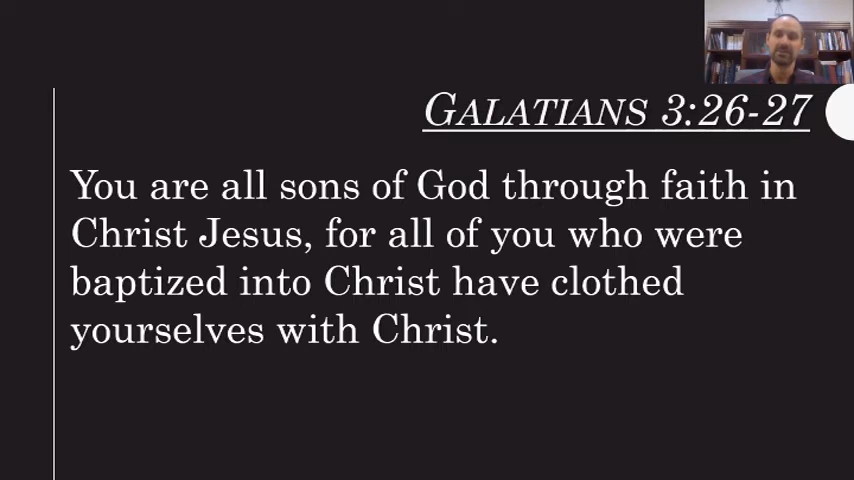 GALATIANS 3:26-27
You are all sons of God through faith in
Christ Jesus, for all of you who were
baptized into Christ have clothed
yourselves with Christ.